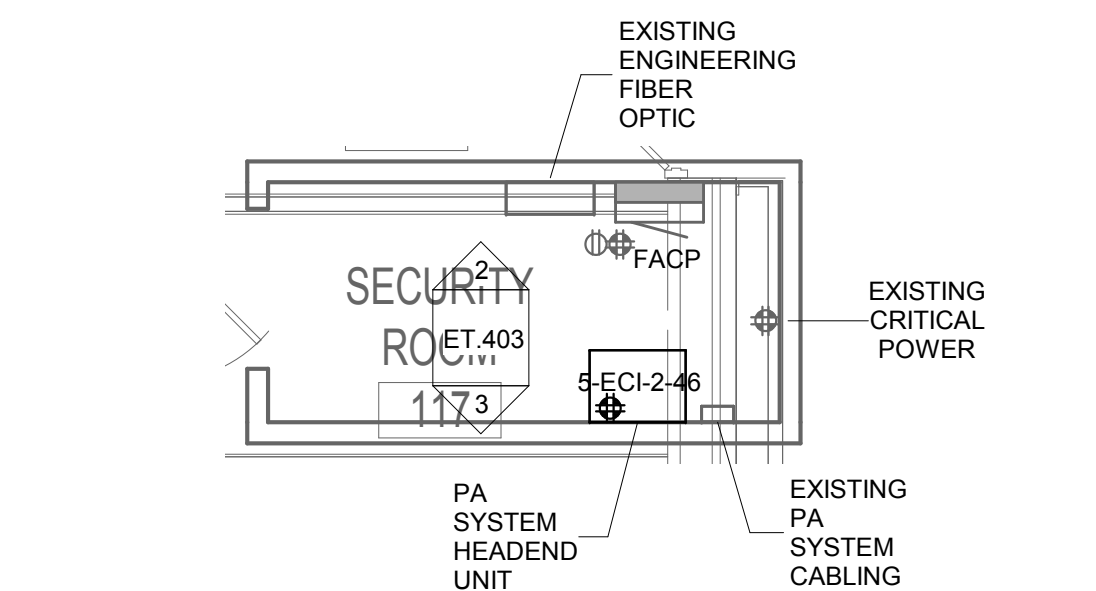 EXISTING
ENGINEERING
FIBER
OPTIC
FACP
2
SECURITY
ROOM
ET.403
117
3
5-ECI-2-46
EXISTING
CRITICAL
POWER
PA
SYSTEM
HEADEND
UNIT
EXISTING
PA
SYSTEM
CABLING